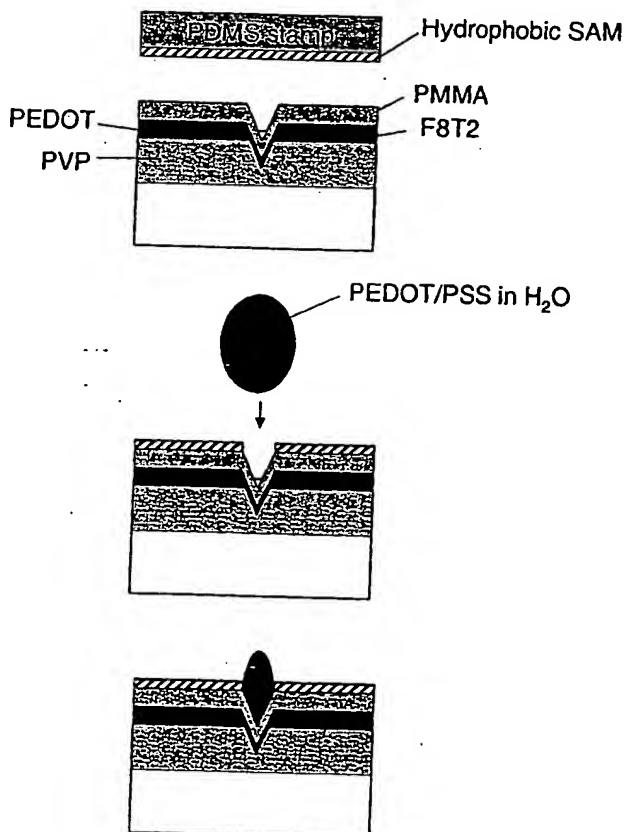 PDMS stamp
Hydrophobic SAM
PMMA
PEDOT
F8T2
PVP
PEDOT/PSS in H₂O